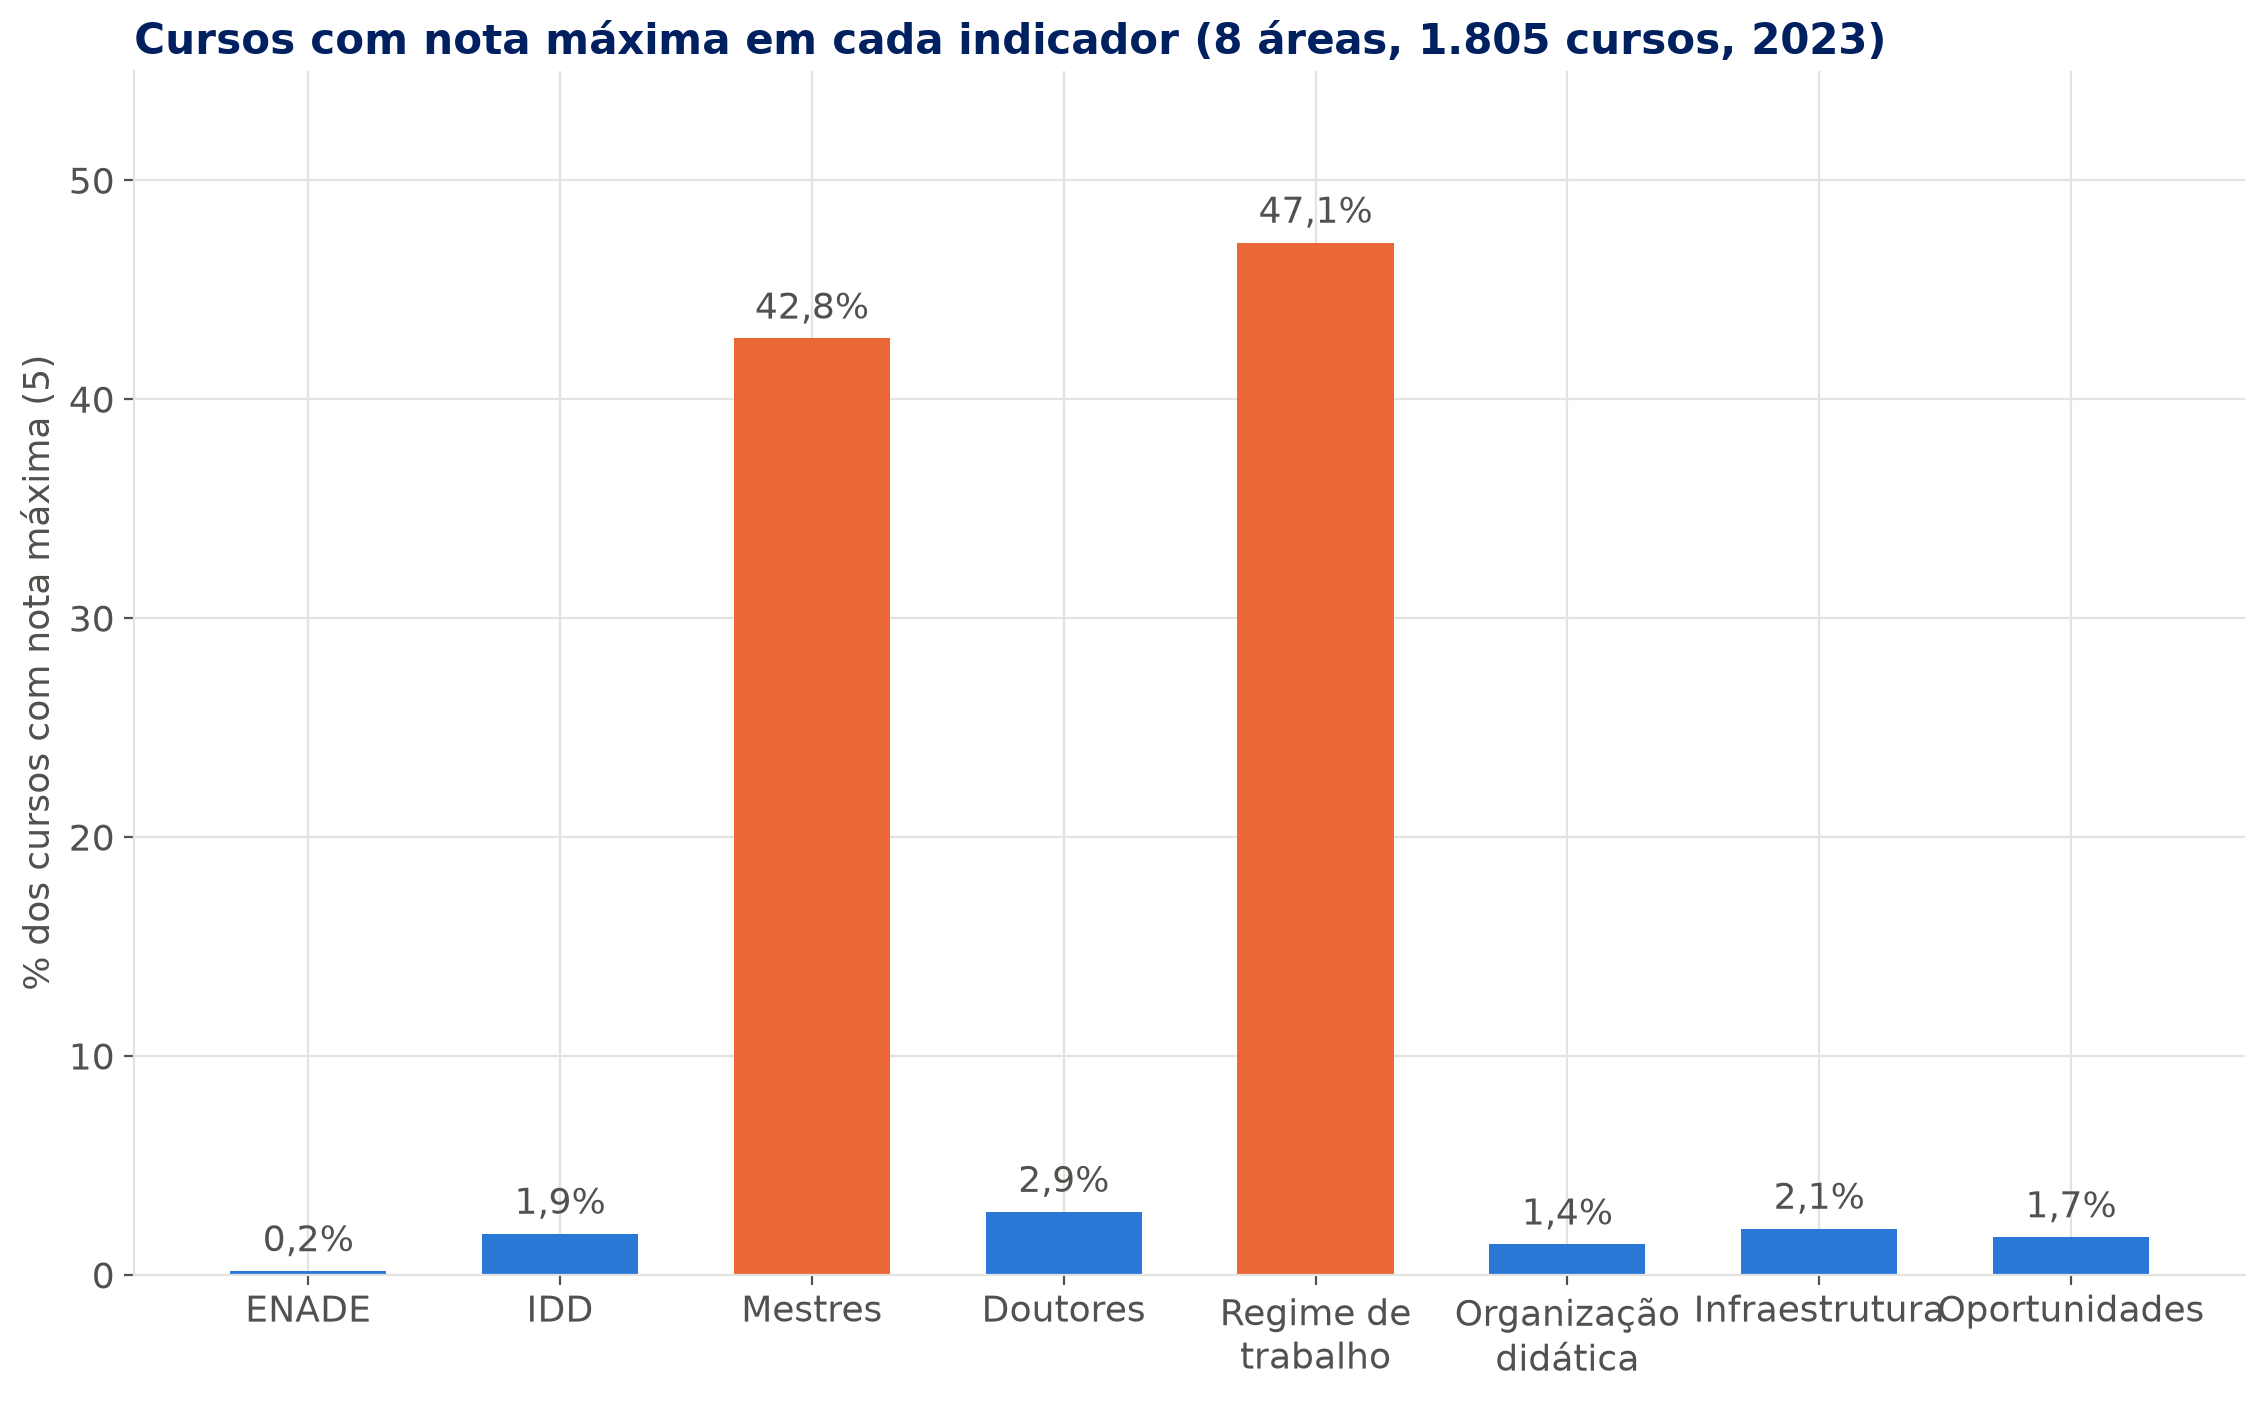 Cursos com nota máxima em cada indicador (8 áreas, 1.805 cursos, 2023)
% dos cursos com nota máxima (5)
50
40
30
20
10
0
0,2%
1,9%
42,8%
2,9%
47,1%
1,4%
2,1%
1,7%
ENADE
IDD
Mestres
Doutores
Regime de
trabalho
Organização
didática
Infraestrutura
Oportunidades